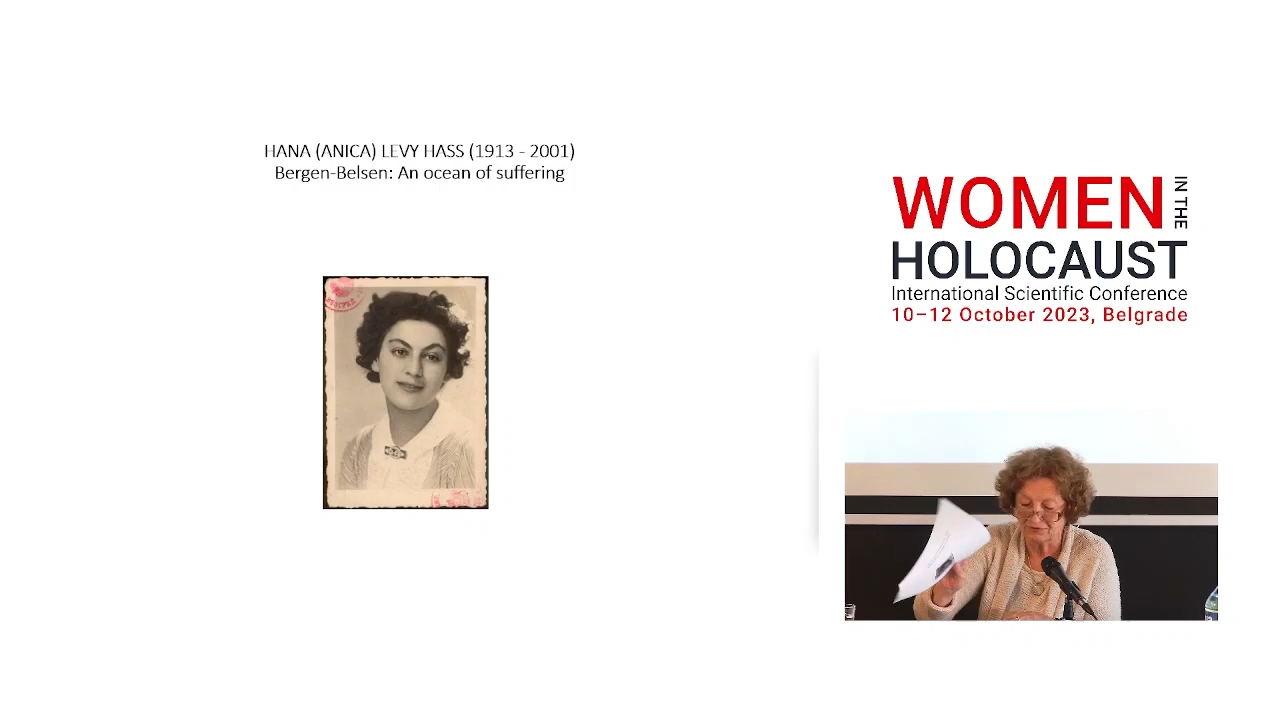 HANA (ANICA) LEVY HASS (1913 - 2001)
Bergen-Belsen: An ocean of suffering
WOMEN IN THE
HOLOCAUST
International Scientific Conference
10–12 October 2023, Belgrade